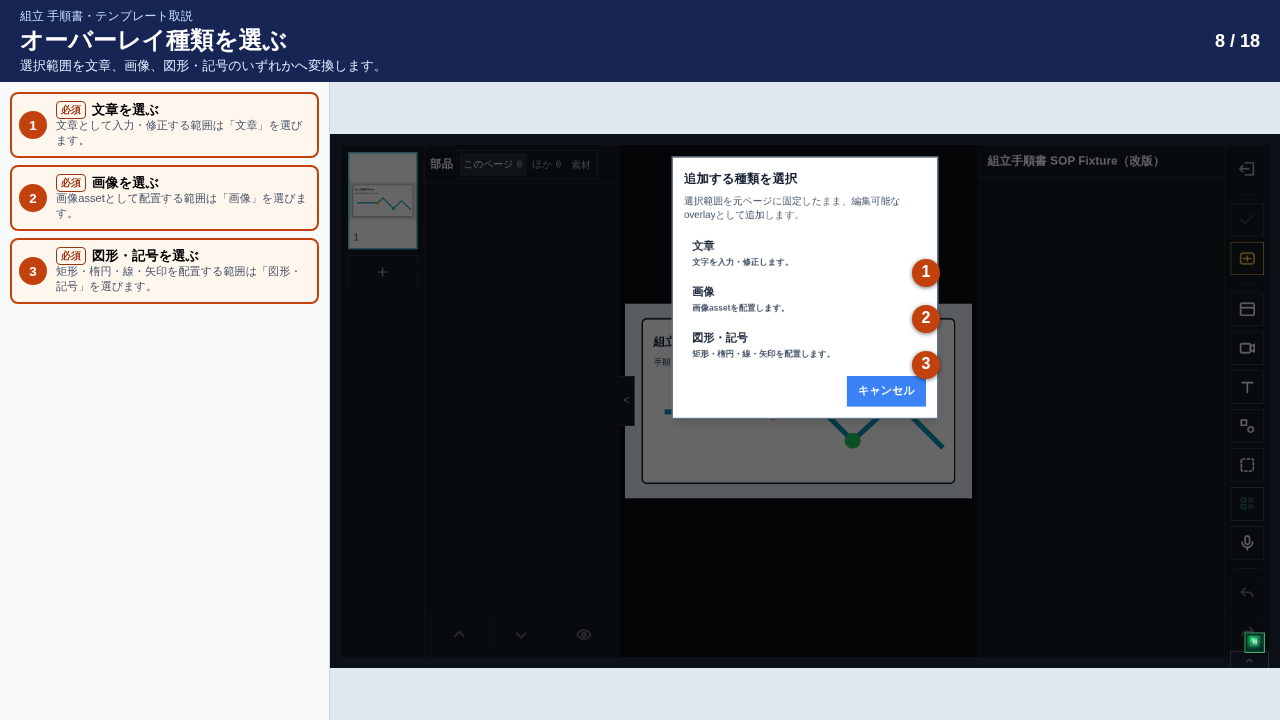 組立 手順書・テンプレート取説
オーバーレイ種類を選ぶ
選択範囲を文章、画像、図形・記号のいずれかへ変換します。
8 / 18
1
必須 文章を選ぶ
文章として入力・修正する範囲は「文章」を選び
ます。
2
必須 画像を選ぶ
画像assetとして配置する範囲は「画像」を選びま
す。
3
必須 図形・記号を選ぶ
矩形・楕円・線・矢印を配置する範囲は「図形・
記号」を選びます。
1
+
部品 このページ 0 ほか 0 素材
組立手順書 SOP Fixture（改版）
追加する種類を選択
選択範囲を元ページに固定したまま、編集可能な
overlayとして追加します。
文章
文字を入力・修正します。
1
画像
画像assetを配置します。
2
図形・記号
矩形・楕円・線・矢印を配置します。
3
キャンセル
組立
手順
<